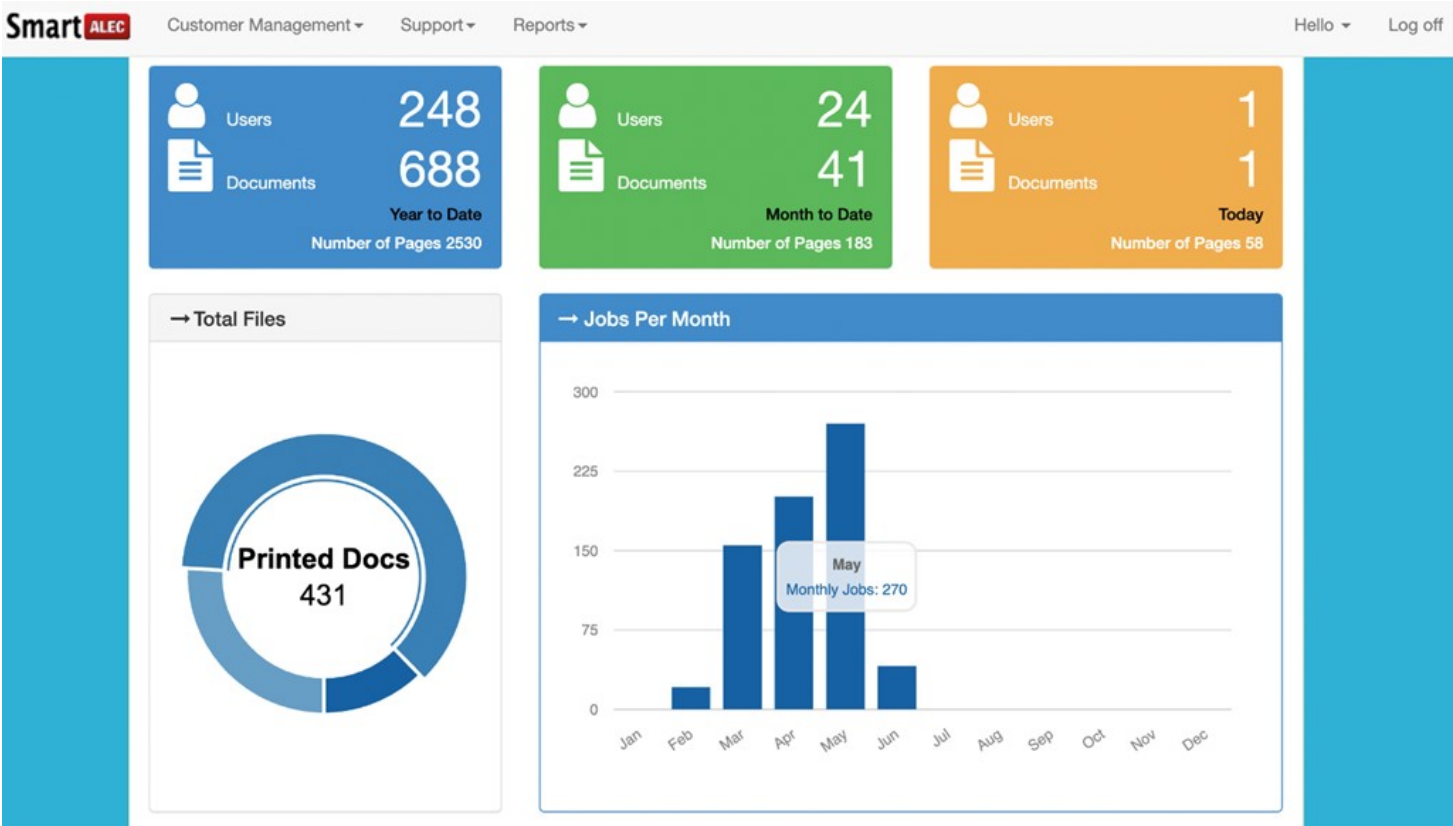 Smart ALEC Customer Management Support Reports Hello Log off
Users 248
Documents 688
Year to Date
Number of Pages 2530
Users 24
Documents 41
Month to Date
Number of Pages 183
Users 1
Documents 1
Today
Number of Pages 58
→ Total Files
Printed Docs
431
→ Jobs Per Month
300
225
150
75
0
May
Monthly Jobs: 270
Jan Feb Mar Apr May Jun Jul Aug Sep Oct Nov Dec